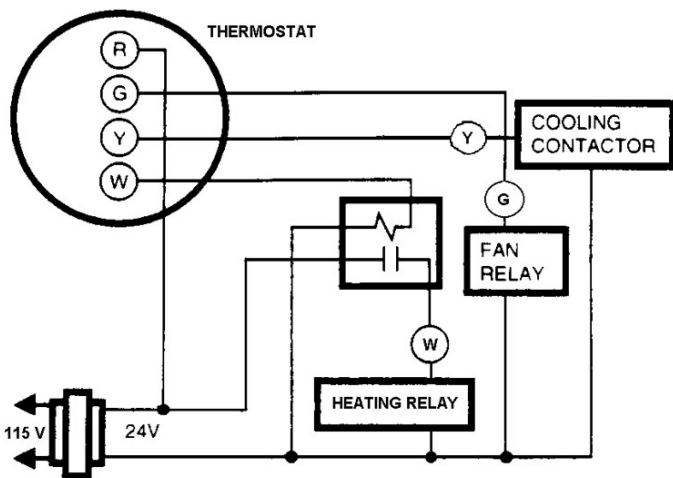 THERMOSTAT
R
G
Y
W
Y
COOLING
CONTACTOR
G
FAN
RELAY
W
HEATING RELAY
115 V
24V